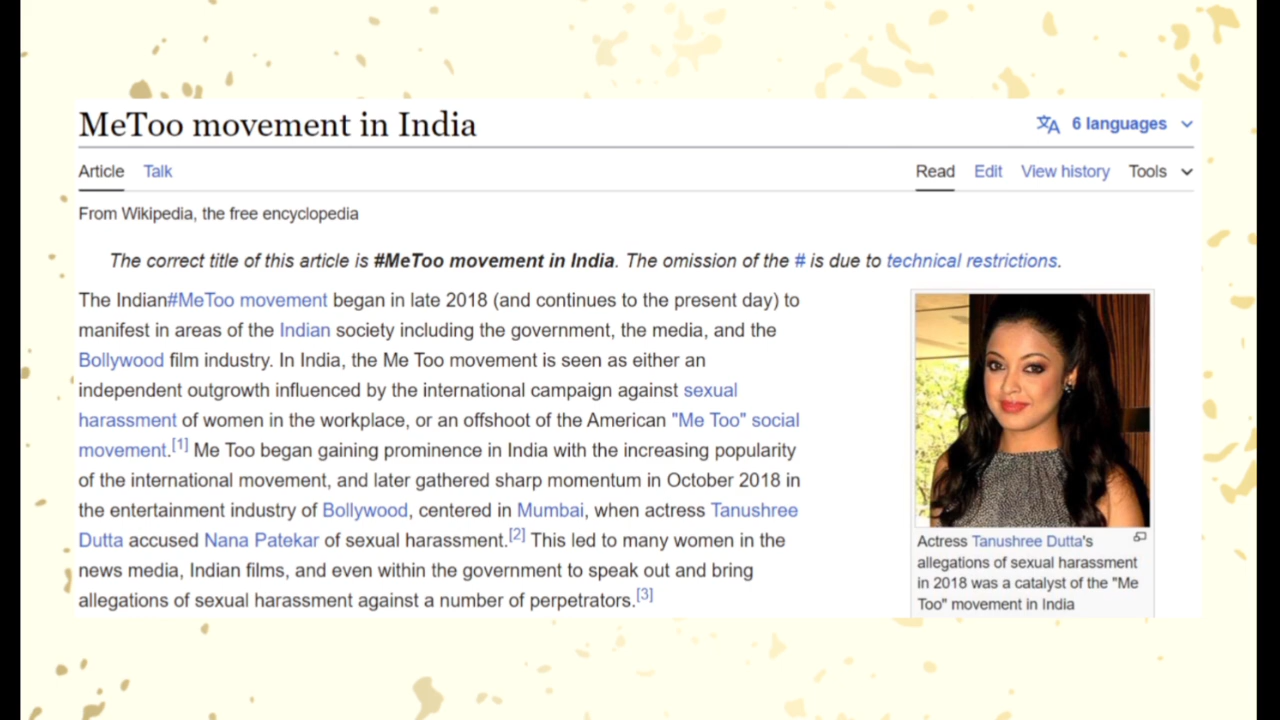 MeToo movement in India
6 languages
Article Talk
Read Edit View history Tools
From Wikipedia, the free encyclopedia
The correct title of this article is #MeToo movement in India. The omission of the # is due to technical restrictions.
The Indian#MeToo movement began in late 2018 (and continues to the present day) to
manifest in areas of the Indian society including the government, the media, and the
Bollywood film industry. In India, the Me Too movement is seen as either an
independent outgrowth influenced by the international campaign against sexual
harassment of women in the workplace, or an offshoot of the American "Me Too" social
movement.[1] Me Too began gaining prominence in India with the increasing popularity
of the international movement, and later gathered sharp momentum in October 2018 in
the entertainment industry of Bollywood, centered in Mumbai, when actress Tanushree
Dutta accused Nana Patekar of sexual harassment.[2] This led to many women in the
news media, Indian films, and even within the government to speak out and bring
allegations of sexual harassment against a number of perpetrators.[3]
Actress Tanushree Dutta's
allegations of sexual harassment
in 2018 was a catalyst of the "Me
Too" movement in India